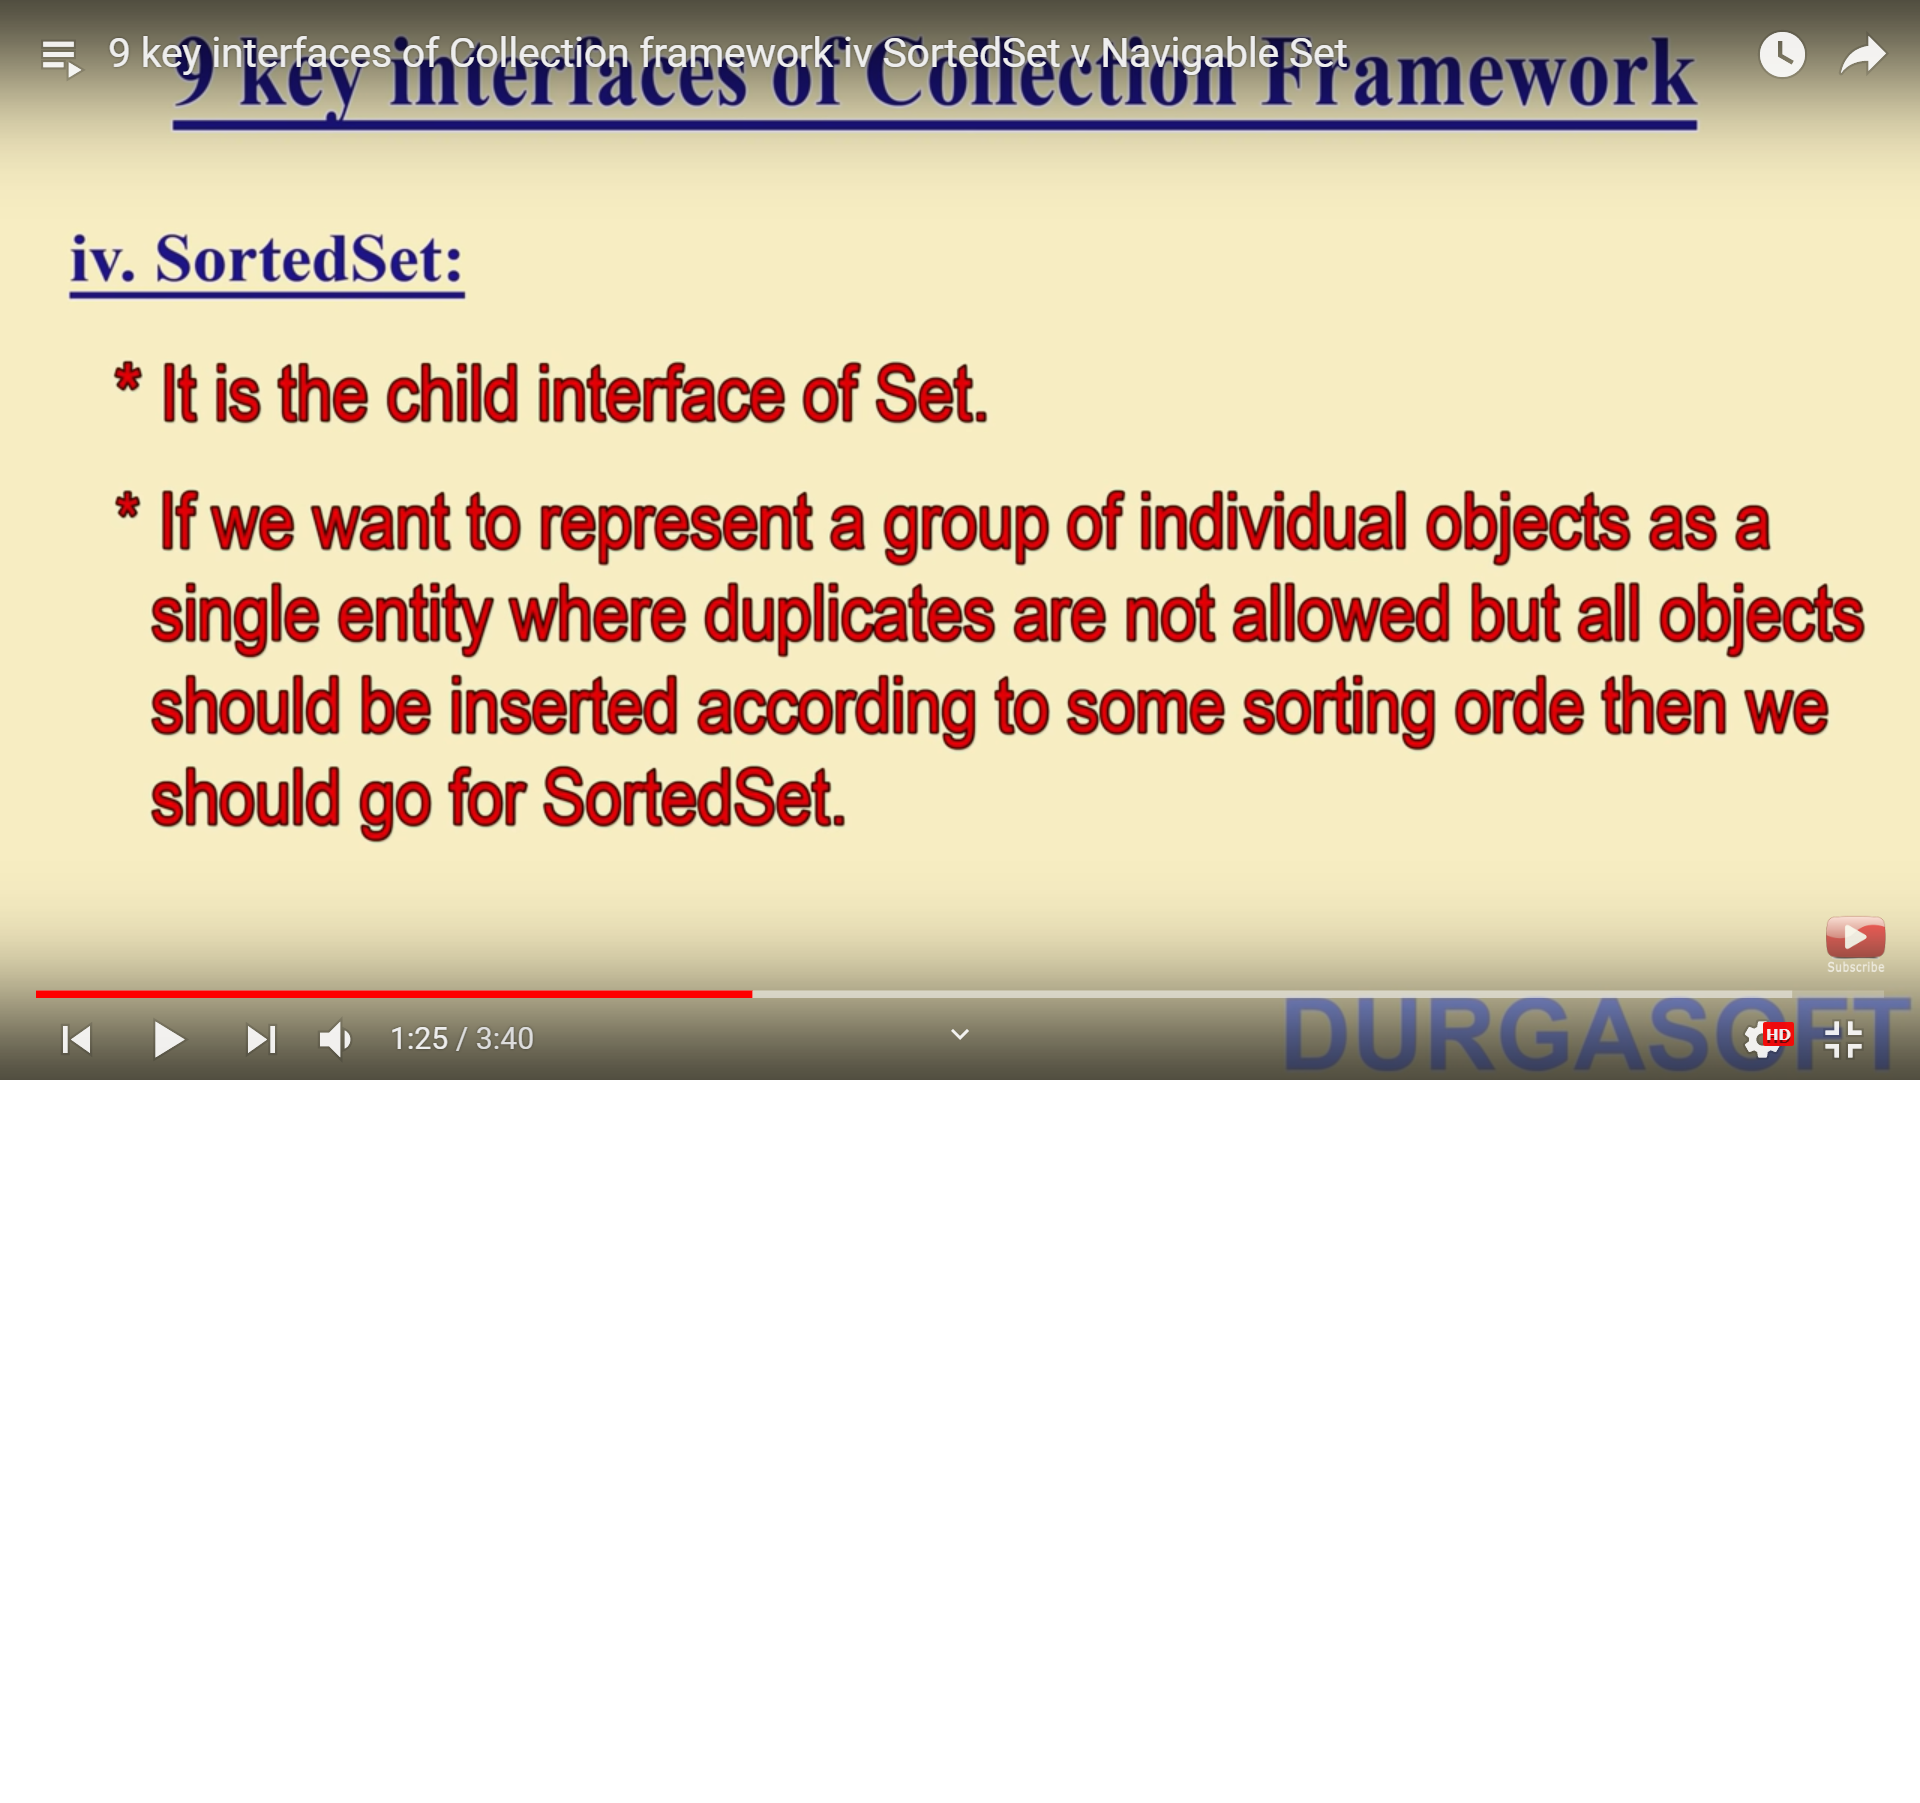 9 key interfaces of Collection framework iv SortedSet v Navigable Set
9 key interfaces of Collection Framework
iv. SortedSet:
* It is the child interface of Set.
* If we want to represent a group of individual objects as a
single entity where duplicates are not allowed but all objects
should be inserted according to some sorting orde then we
should go for SortedSet.
Subscribe
1:25 / 3:40
HD
DURGASOFT